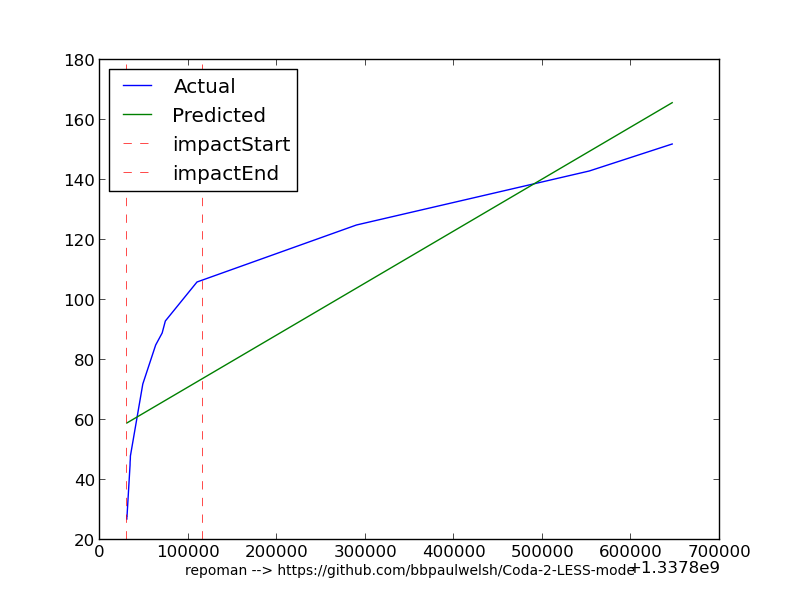 180
160
140
120
100
80
60
40
20
Actual
Predicted
impactStart
impactEnd
0 100000 200000 300000 400000 500000 600000 700000
repoman --> https://github.com/bbpaulwelsh/Coda-2-LESS-mode
+1.3378e9